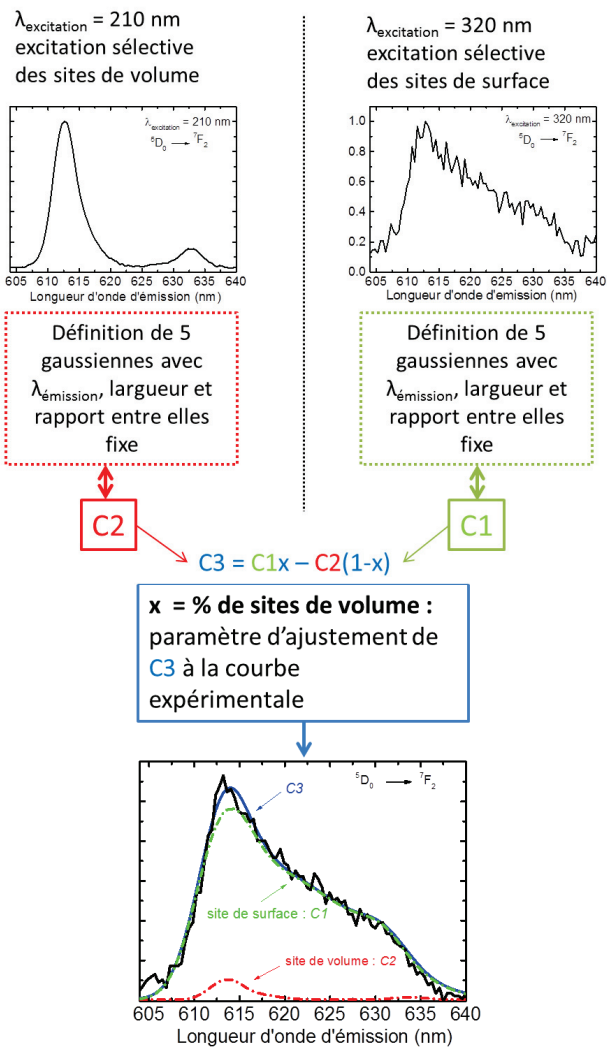 λexcitation = 210 nm
excitation sélective
des sites de volume
λexcitation = 320 nm
excitation sélective
des sites de surface
λexcitation = 210 nm
5D0 → 7F2
605 610 615 620 625 630 635 640
Longueur d'onde d'émission (nm)
λexcitation = 320 nm
5D0 → 7F2
1.0
0.8
0.6
0.4
0.2
0.0
605 610 615 620 625 630 635 640
Longueur d'onde d'emission (nm)
Définition de 5
gaussiennes avec
λémission, largueur et
rapport entre elles
fixe
Définition de 5
gaussiennes avec
λémission, largueur et
rapport entre elles
fixe
C2
C1
C3 = C1x – C2(1-x)
x = % de sites de volume :
paramètre d'ajustement de
C3 à la courbe
expérimentale
5D0 → 7F2
C3
site de surface : C1
site de volume : C2
605 610 615 620 625 630 635 640
Longueur d'onde d'émission (nm)